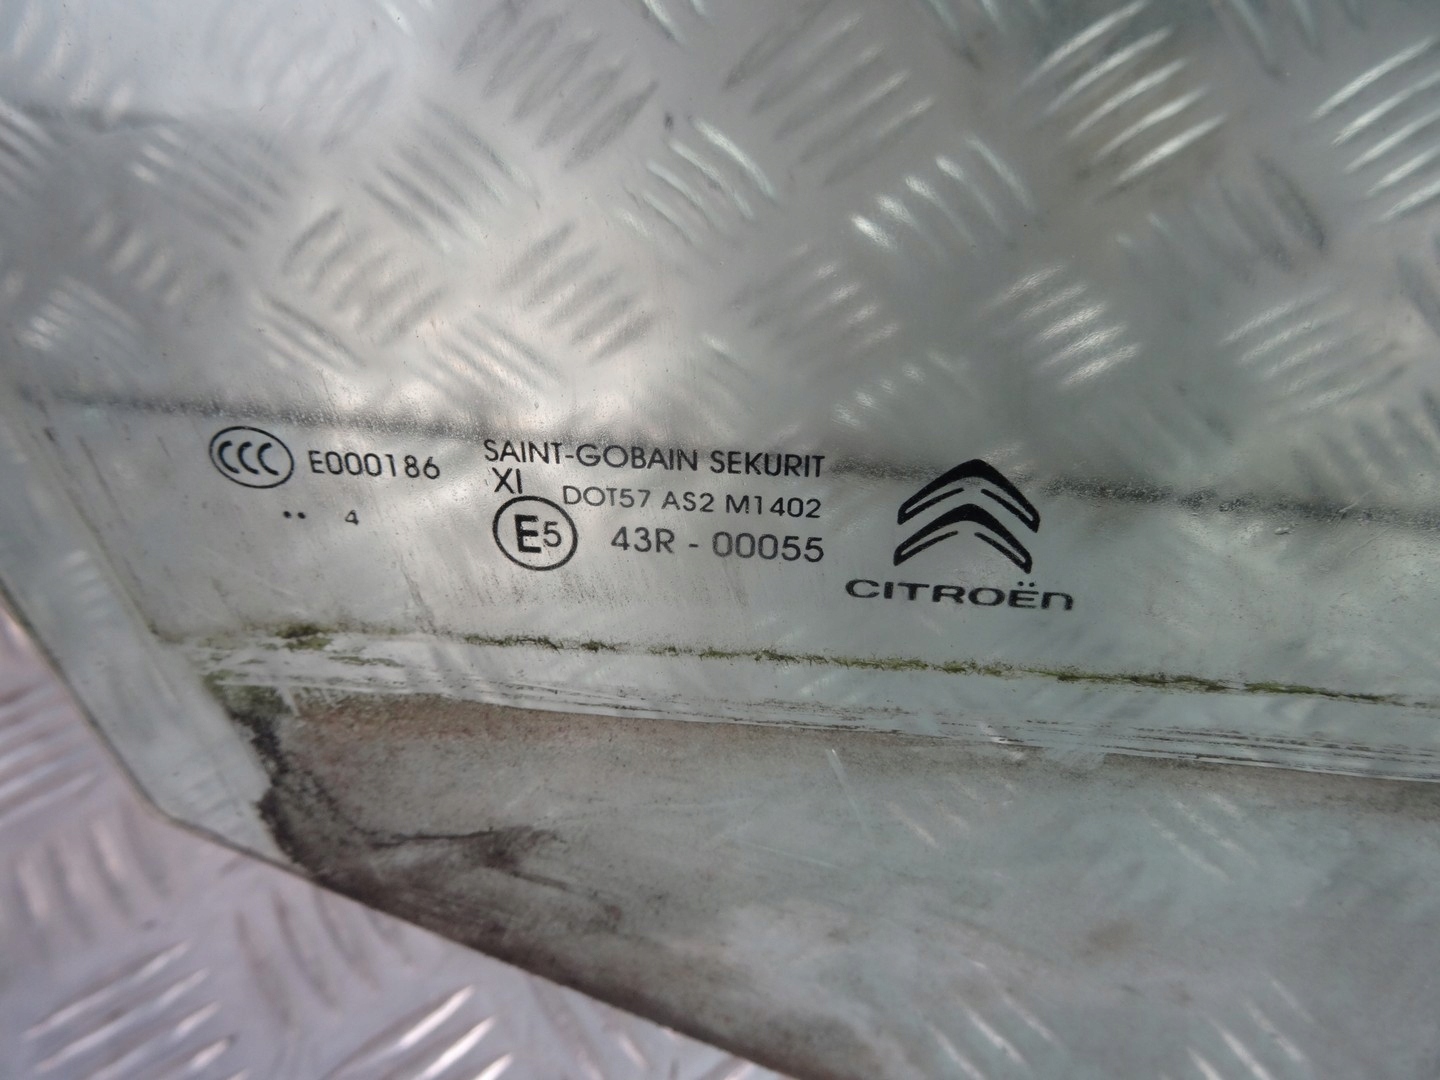 CCC E000186
.. 4
SAINT-GOBAIN SEKURIT
XI
DOT57 AS2 M1402
E5 43R - 00055
CITROËN